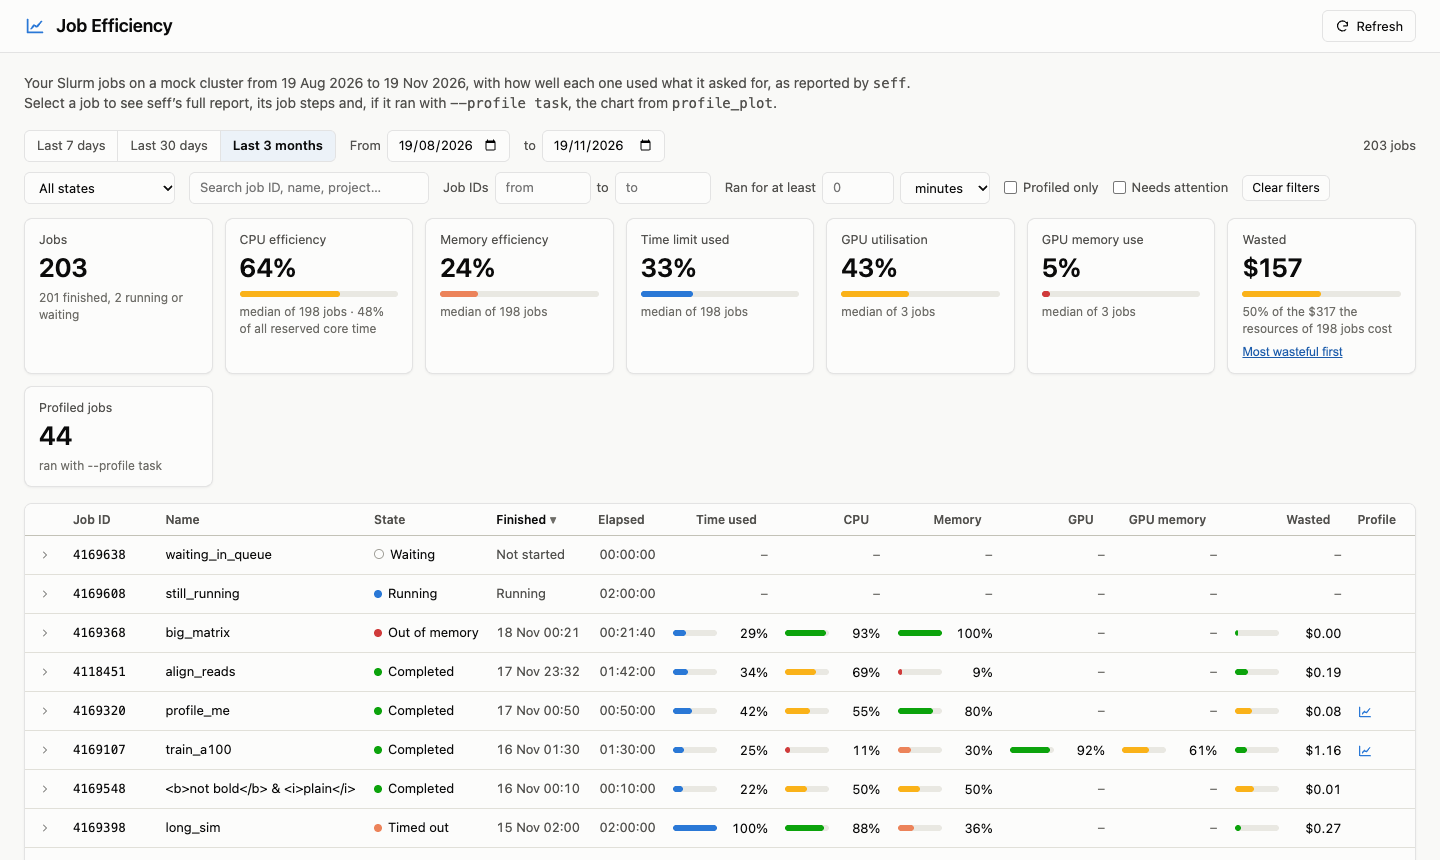 Job Efficiency
Refresh
Your Slurm jobs on a mock cluster from 19 Aug 2026 to 19 Nov 2026, with how well each one used what it asked for, as reported by seff.
Select a job to see seff’s full report, its job steps and, if it ran with --profile task, the chart from profile_plot.
Last 7 days Last 30 days Last 3 months From 19/08/2026 to 19/11/2026 203 jobs
All states Search job ID, name, project... Job IDs from to to Ran for at least 0 minutes Profiled only Needs attention Clear filters
Jobs
203
201 finished, 2 running or
waiting
CPU efficiency
64%
median of 198 jobs · 48%
of all reserved core time
Memory efficiency
24%
median of 198 jobs
Time limit used
33%
median of 198 jobs
GPU utilisation
43%
median of 3 jobs
GPU memory use
5%
median of 3 jobs
Wasted
$157
50% of the $317 the
resources of 198 jobs cost
Most wasteful first
Profiled jobs
44
ran with --profile task
Job ID Name State Finished ▼ Elapsed Time used CPU Memory GPU GPU memory Wasted Profile
4169638 waiting_in_queue Waiting Not started 00:00:00 – – – – – –
4169608 still_running Running Running 02:00:00 – – – – – –
4169368 big_matrix Out of memory 18 Nov 00:21 00:21:40 29% 93% 100% – – $0.00
4118451 align_reads Completed 17 Nov 23:32 01:42:00 34% 69% 9% – – $0.19
4169320 profile_me Completed 17 Nov 00:50 00:50:00 42% 55% 80% – – $0.08
4169107 train_a100 Completed 16 Nov 01:30 01:30:00 25% 11% 30% 92% 61% $1.16
4169548 <b>not bold</b> & <i>plain</i> Completed 16 Nov 00:10 00:10:00 22% 50% 50% – – $0.01
4169398 long_sim Timed out 15 Nov 02:00 02:00:00 100% 88% 36% – – $0.27